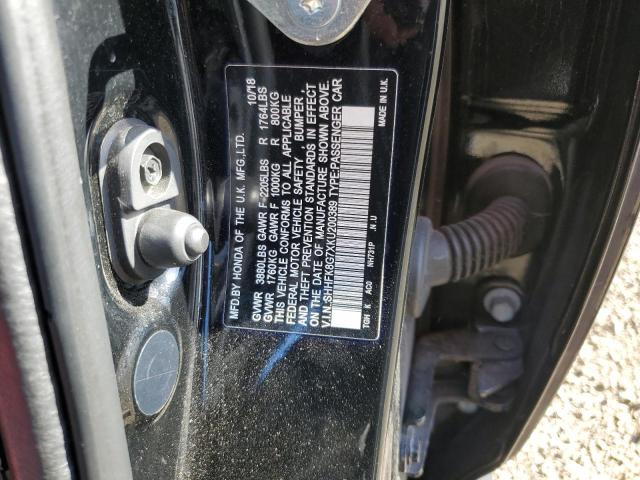 MFD BY HONDA OF THE U.K. MFG.,LTD. 10/18
GVWR 3880LBS GAWR F 2205LBS R 1764LBS
GVWR 1760KG GAWR F 1000KG R 800KG
THIS VEHICLE CONFORMS TO ALL APPLICABLE
FEDERAL MOTOR VEHICLE SAFETY , BUMPER ,
AND THEFT PREVENTION STANDARDS IN EFFECT
ON THE DATE OF MANUFACTURE SHOWN ABOVE.
V.I.N.:SHHFK8G7XKU200389 TYPE:PASSENGER CAR
TGH K AC0 NH731P .N.U MADE IN U.K.